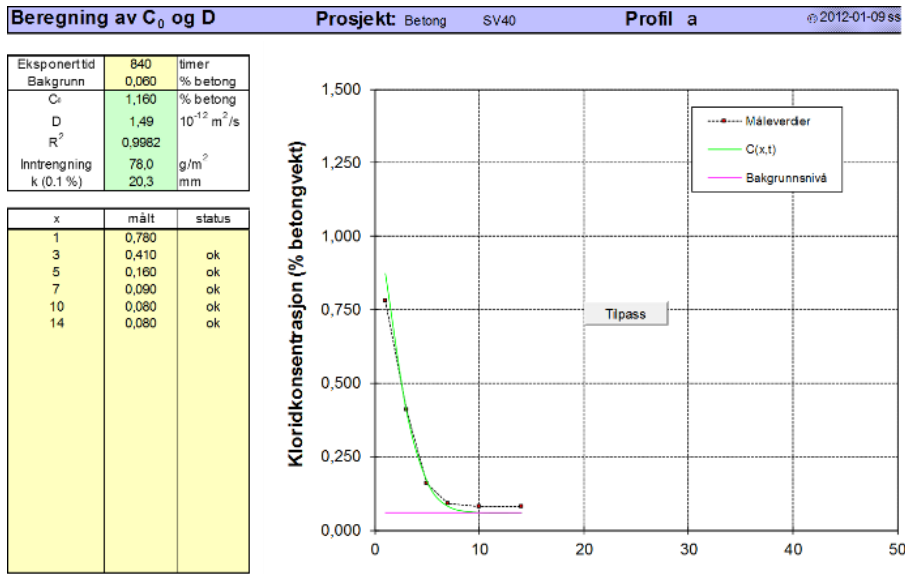 Beregning av C₀ og D Prosjekt: Betong SV40 Profil a © 2012-01-09 ss
Eksponert tid 840 timer
Bakgrunn 0,060 % betong
C₀ 1,160 % betong
D 1,49 10⁻¹² m²/s
R² 0,9982
Inntrengning 78,0 g/m²
k (0.1 %) 20,3 mm
x målt status
1 0,780
3 0,410 ok
5 0,160 ok
7 0,090 ok
10 0,080 ok
14 0,080 ok
Kloridkonsentrasjon (% betongvekt)
1,500
1,250
1,000
0,750
0,500
0,250
0,000
0 10 20 30 40 50
Måleverdier
C(x,t)
Bakgrunnsnivå
Tilpass